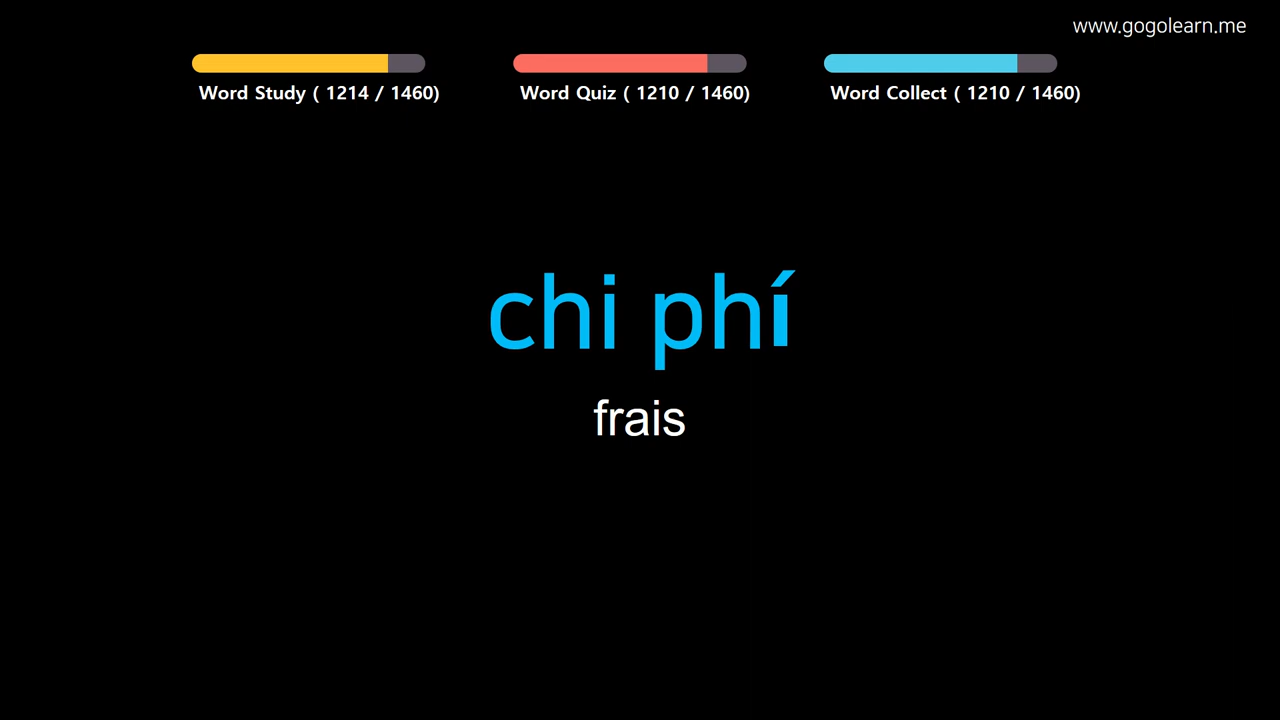 www.gogolearn.me
Word Study ( 1214 / 1460)
Word Quiz ( 1210 / 1460)
Word Collect ( 1210 / 1460)
chi phí
frais